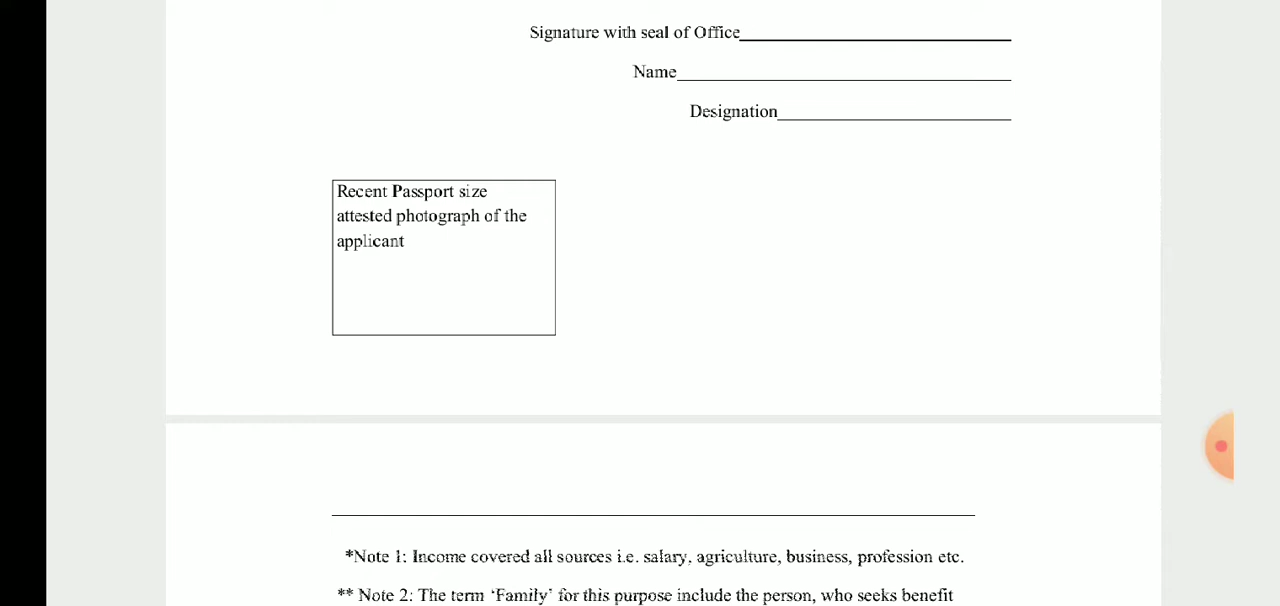 Signature with seal of Office
Name
Designation
Recent Passport size
attested photograph of the
applicant
*Note 1: Income covered all sources i.e. salary, agriculture, business, profession etc.
** Note 2: The term ‘Family’ for this purpose include the person, who seeks benefit